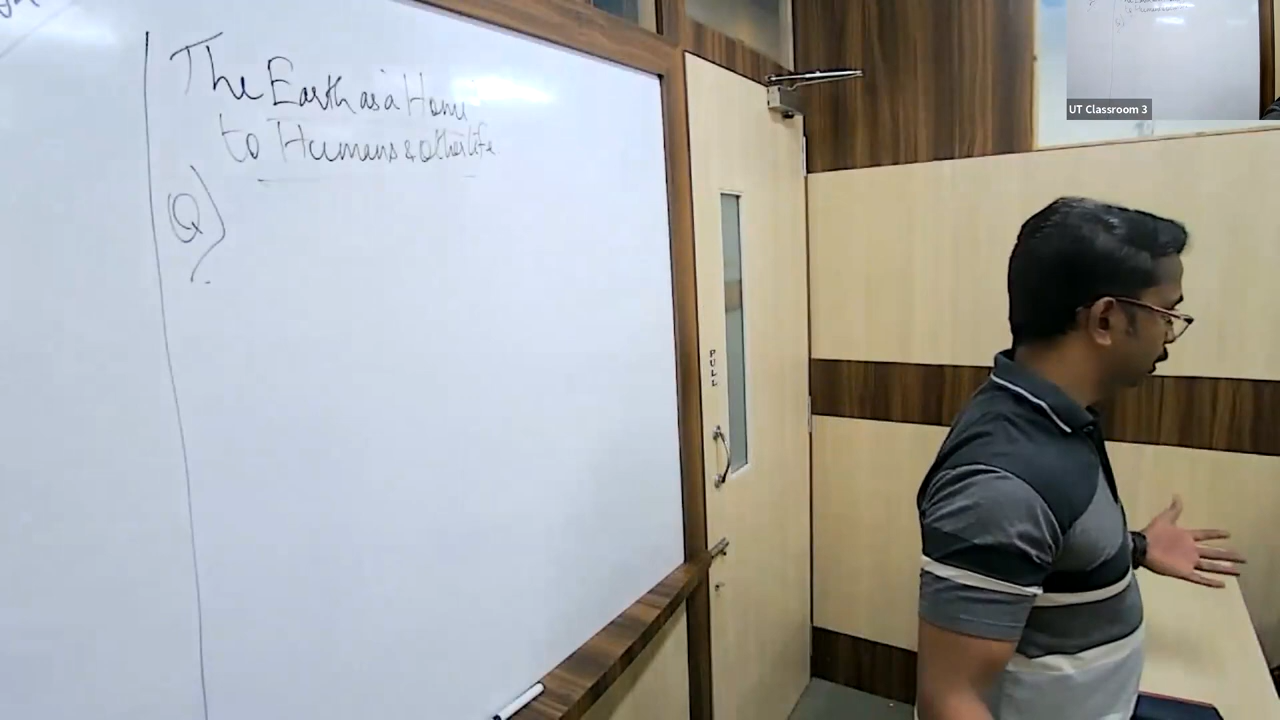 The Earth as a Home
to Humans & other life
Q)
PULL
UT Classroom 3